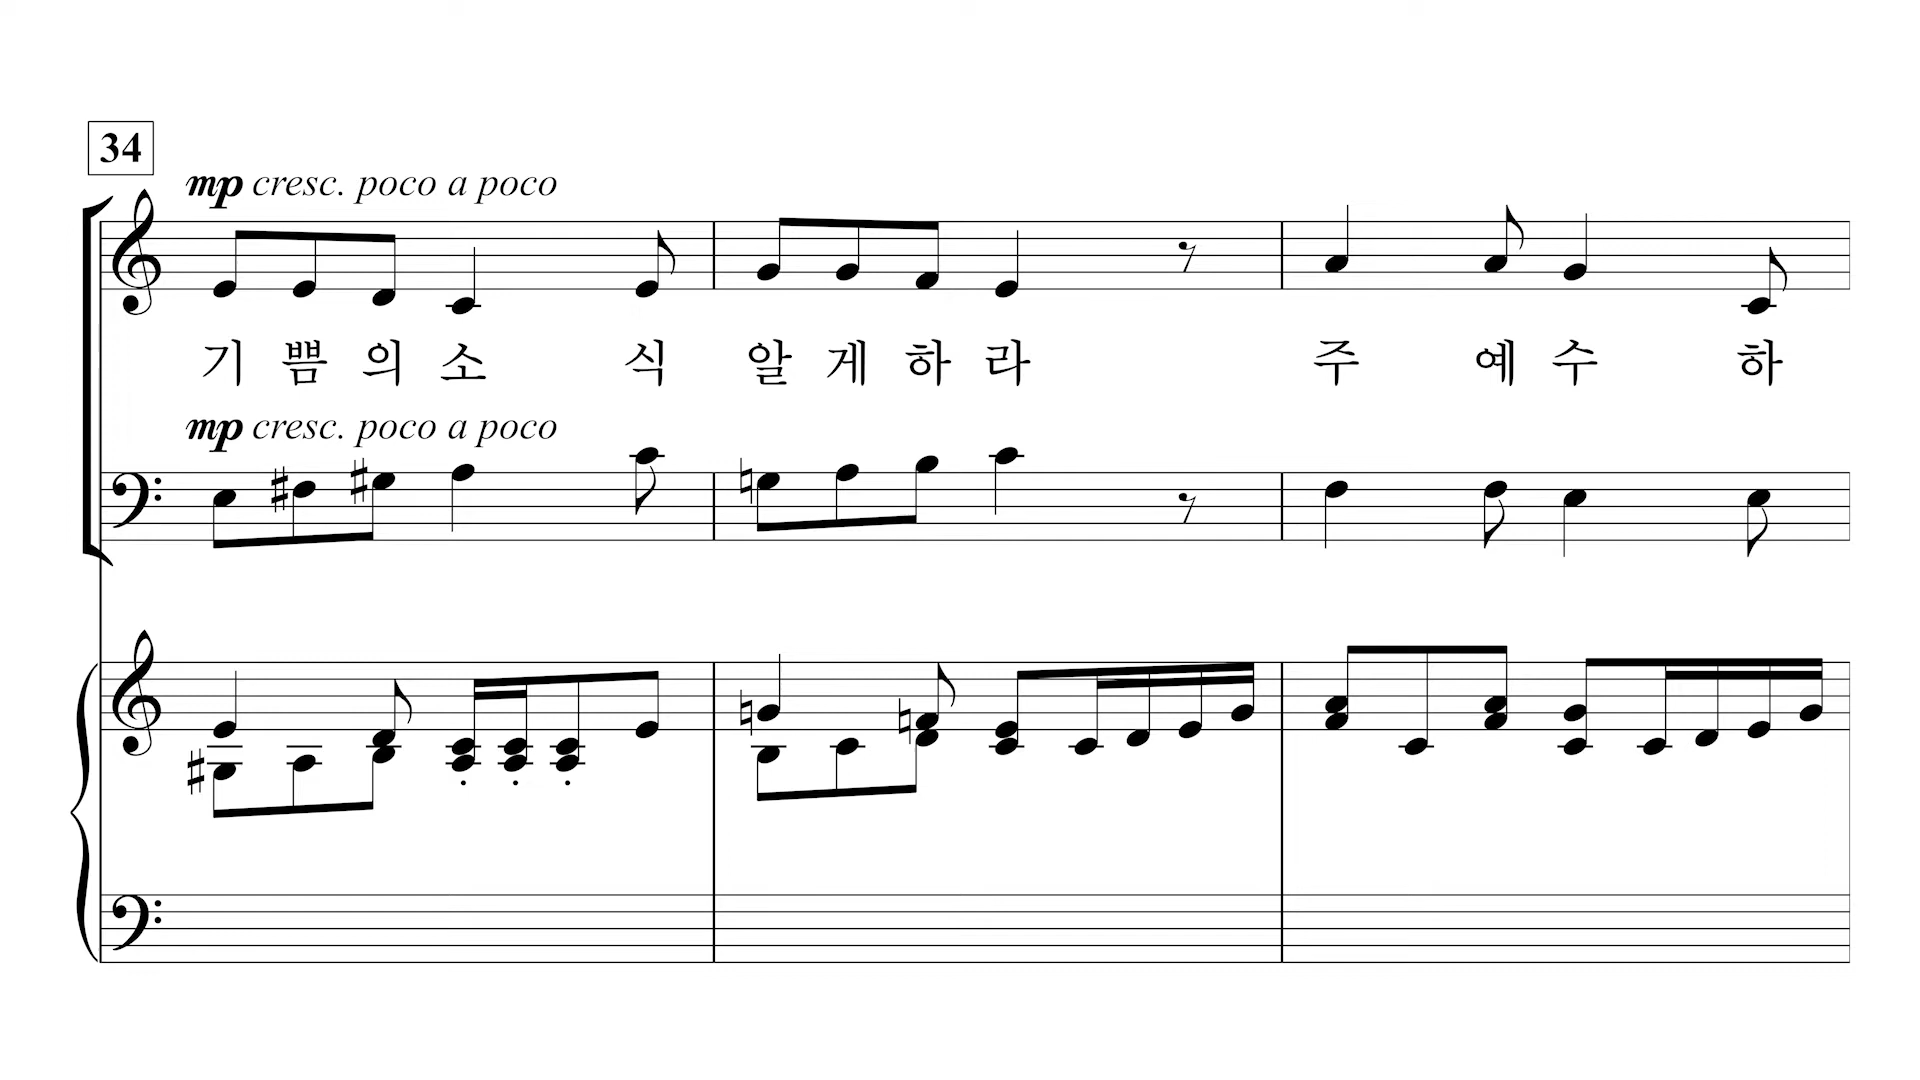 34
mp cresc. poco a poco
기 쁨 의 소 식 알 게 하 라 주 예 수 하
mp cresc. poco a poco